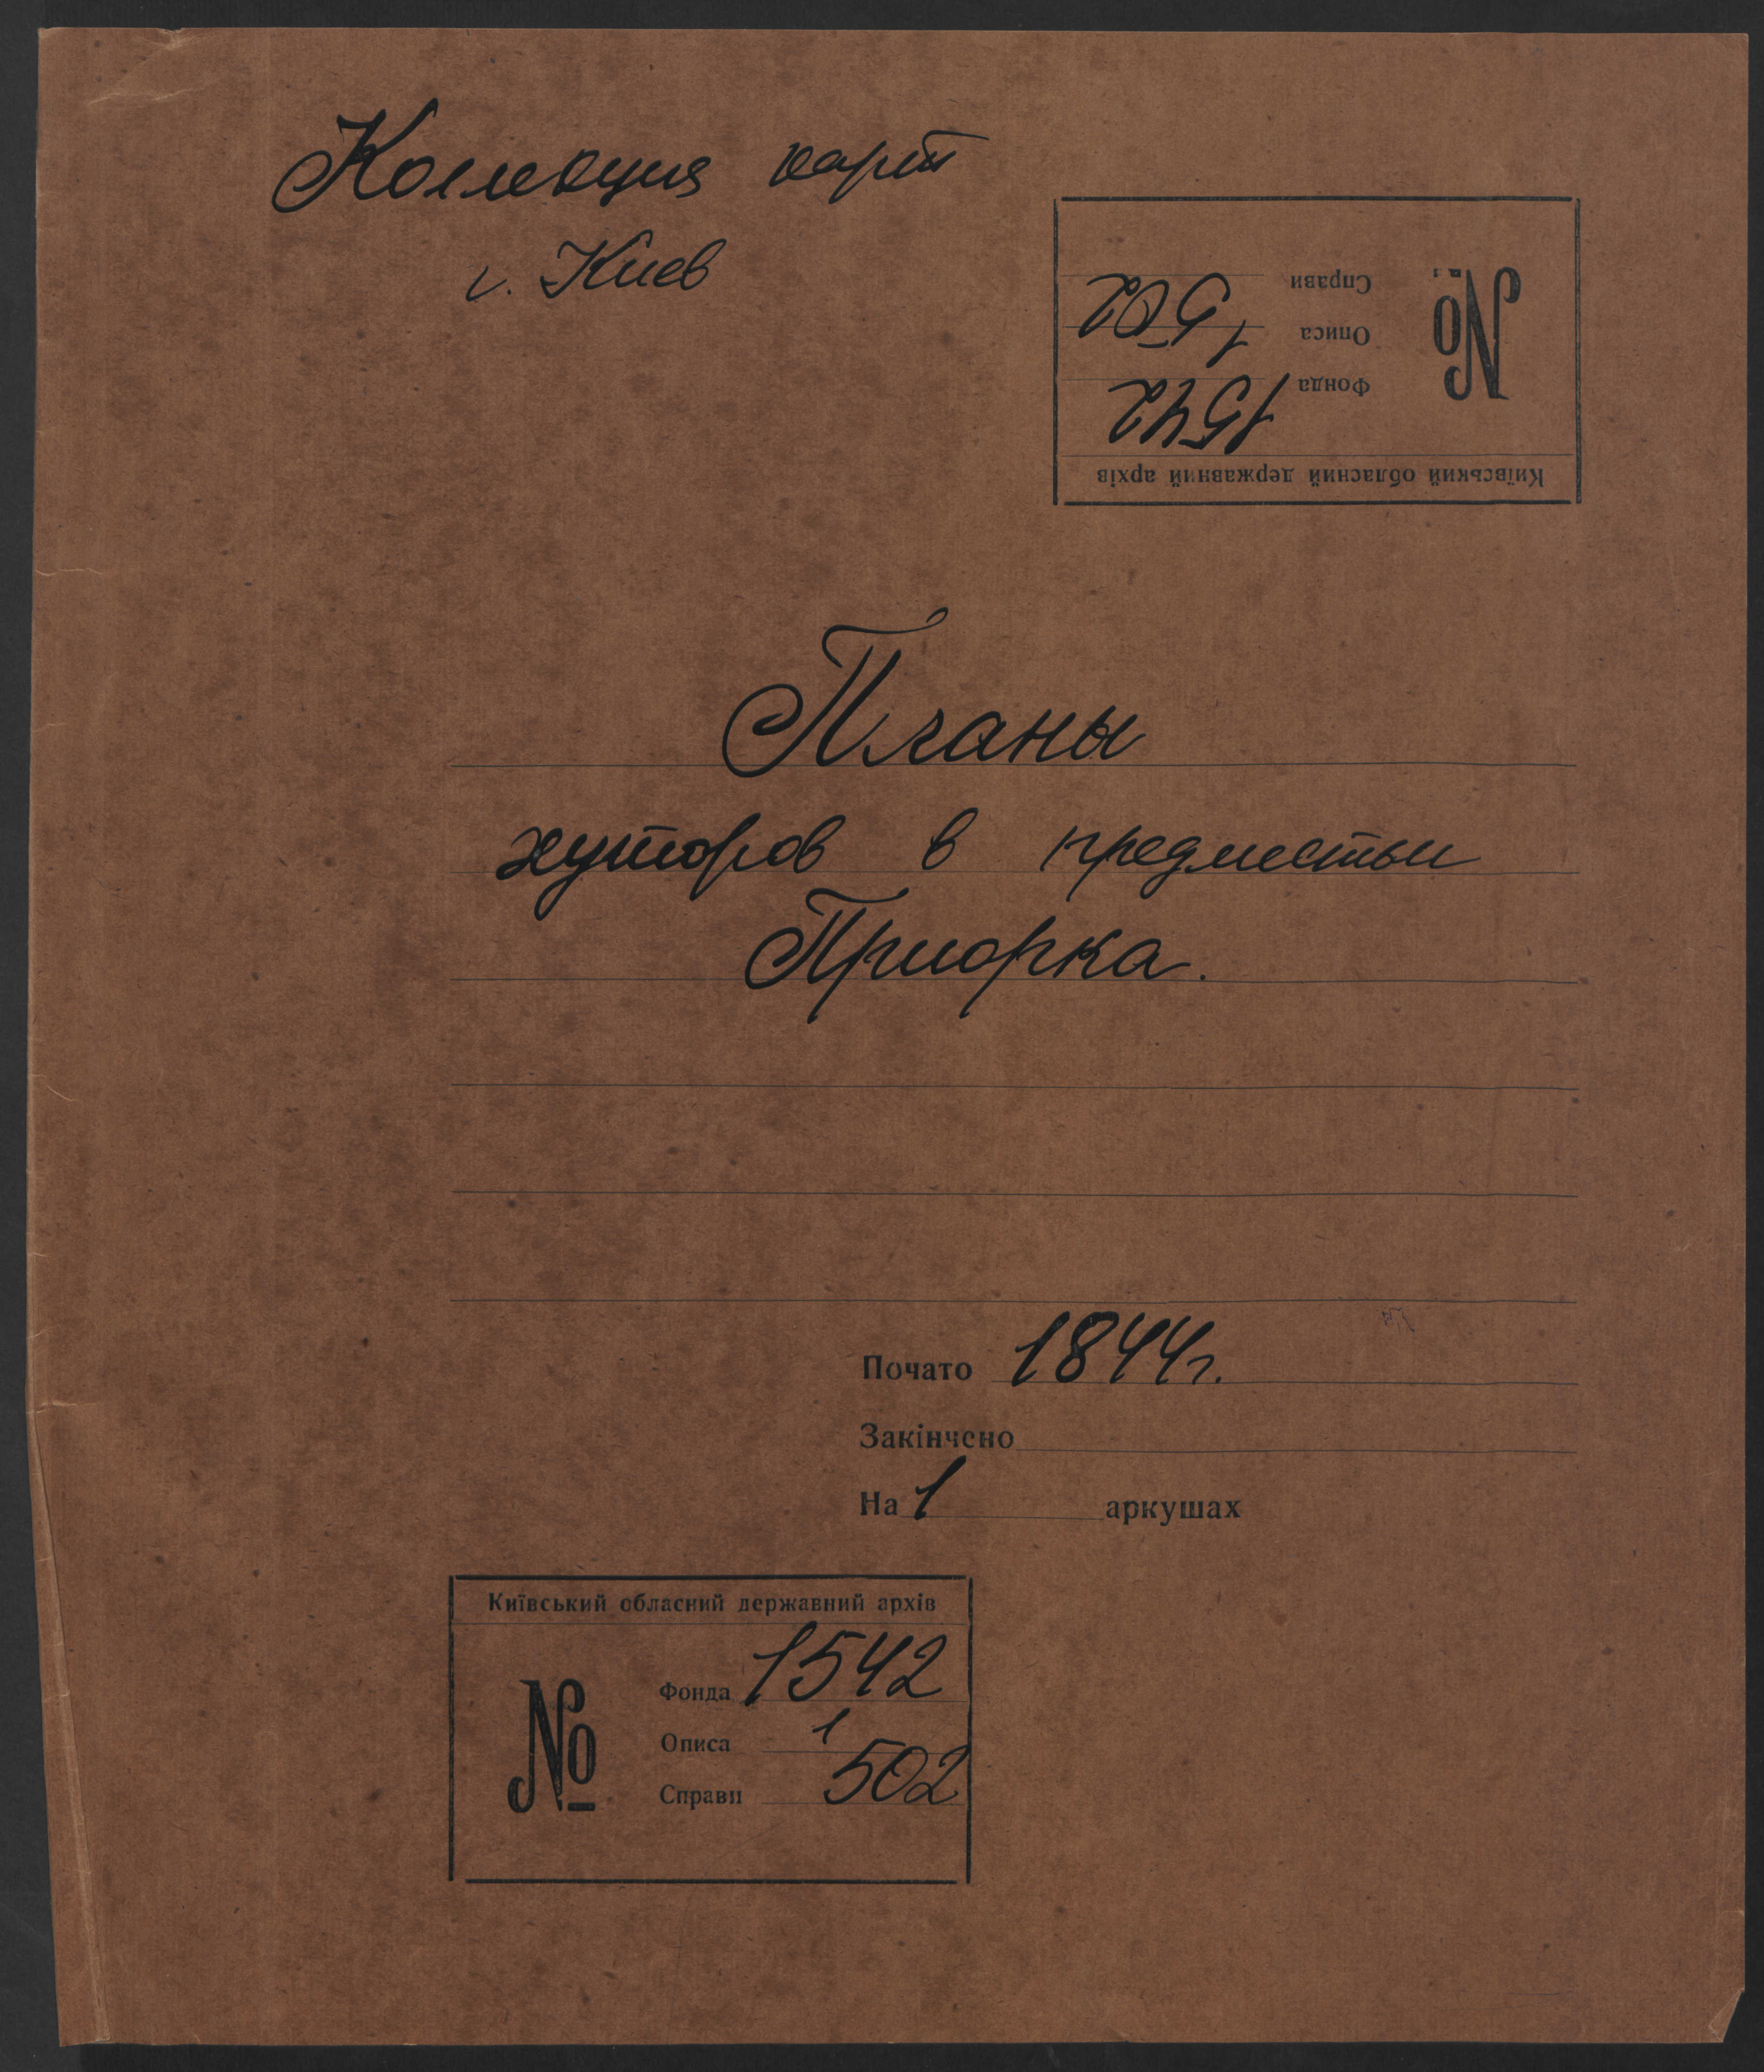 Коллекция карт
г. Киев
Київський обласний державний архів
№
Фонда 1542
Описа 1
Справи 502
Планы
хуторов в предместьи
Приорка.
Почато 1844г.
Закінчено
На 1 аркушах
Київський обласний державний архів
№
Фонда 1542
Описа 1
Справи 502